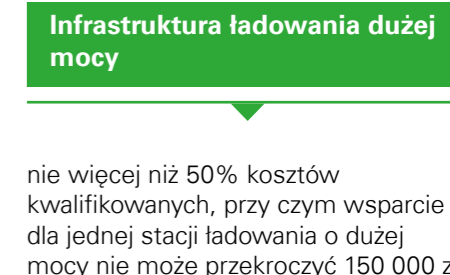 Infrastruktura ładowania dużej
mocy
nie więcej niż 50% kosztów
kwalifikowanych, przy czym wsparcie
dla jednej stacji ładowania o dużej
mocy nie może przekroczyć 150 000